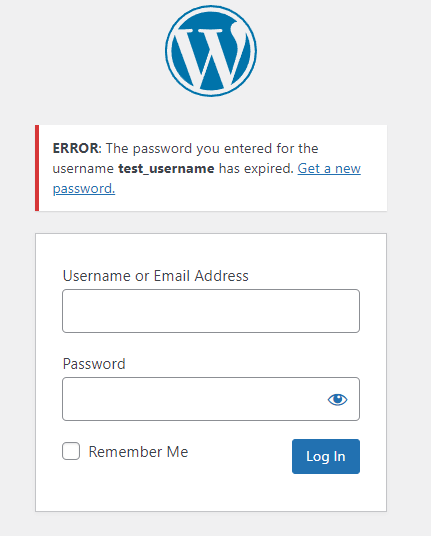 ERROR: The password you entered for the
username test_username has expired. Get a new
password.
Username or Email Address
Password
Remember Me
Log In